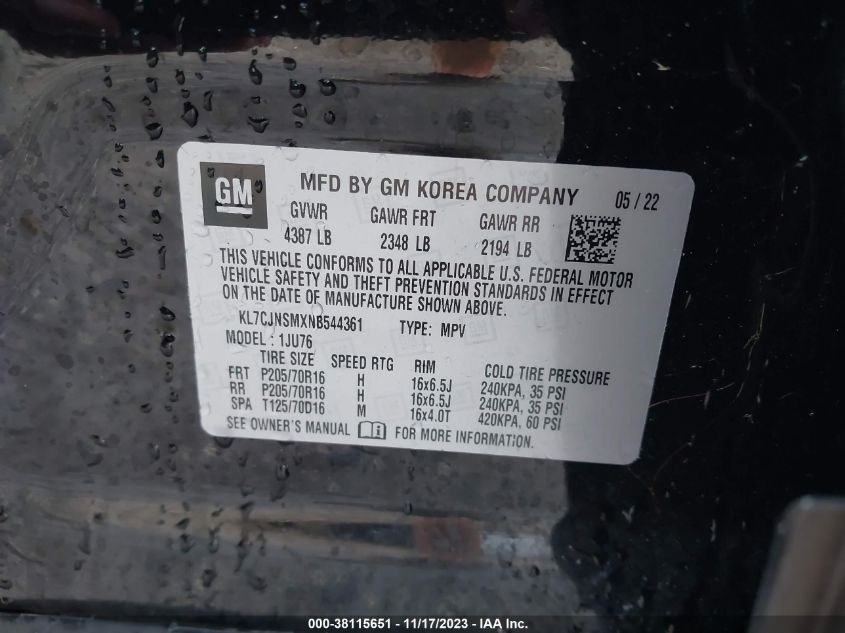 GM
MFD BY GM KOREA COMPANY 05 / 22
GVWR GAWR FRT GAWR RR
4387 LB 2348 LB 2194 LB
THIS VEHICLE CONFORMS TO ALL APPLICABLE U.S. FEDERAL MOTOR
VEHICLE SAFETY AND THEFT PREVENTION STANDARDS IN EFFECT
ON THE DATE OF MANUFACTURE SHOWN ABOVE.
KL7CJNSMXNB544361 TYPE: MPV
MODEL : 1JU76
TIRE SIZE SPEED RTG RIM COLD TIRE PRESSURE
FRT P205/70R16 H 16x6.5J 240KPA, 35 PSI
RR P205/70R16 H 16x6.5J 240KPA, 35 PSI
SPA T125/70D16 M 16x4.0T 420KPA, 60 PSI
SEE OWNER'S MANUAL FOR MORE INFORMATION.
000-38115651 - 11/17/2023 - 117JC Inc.